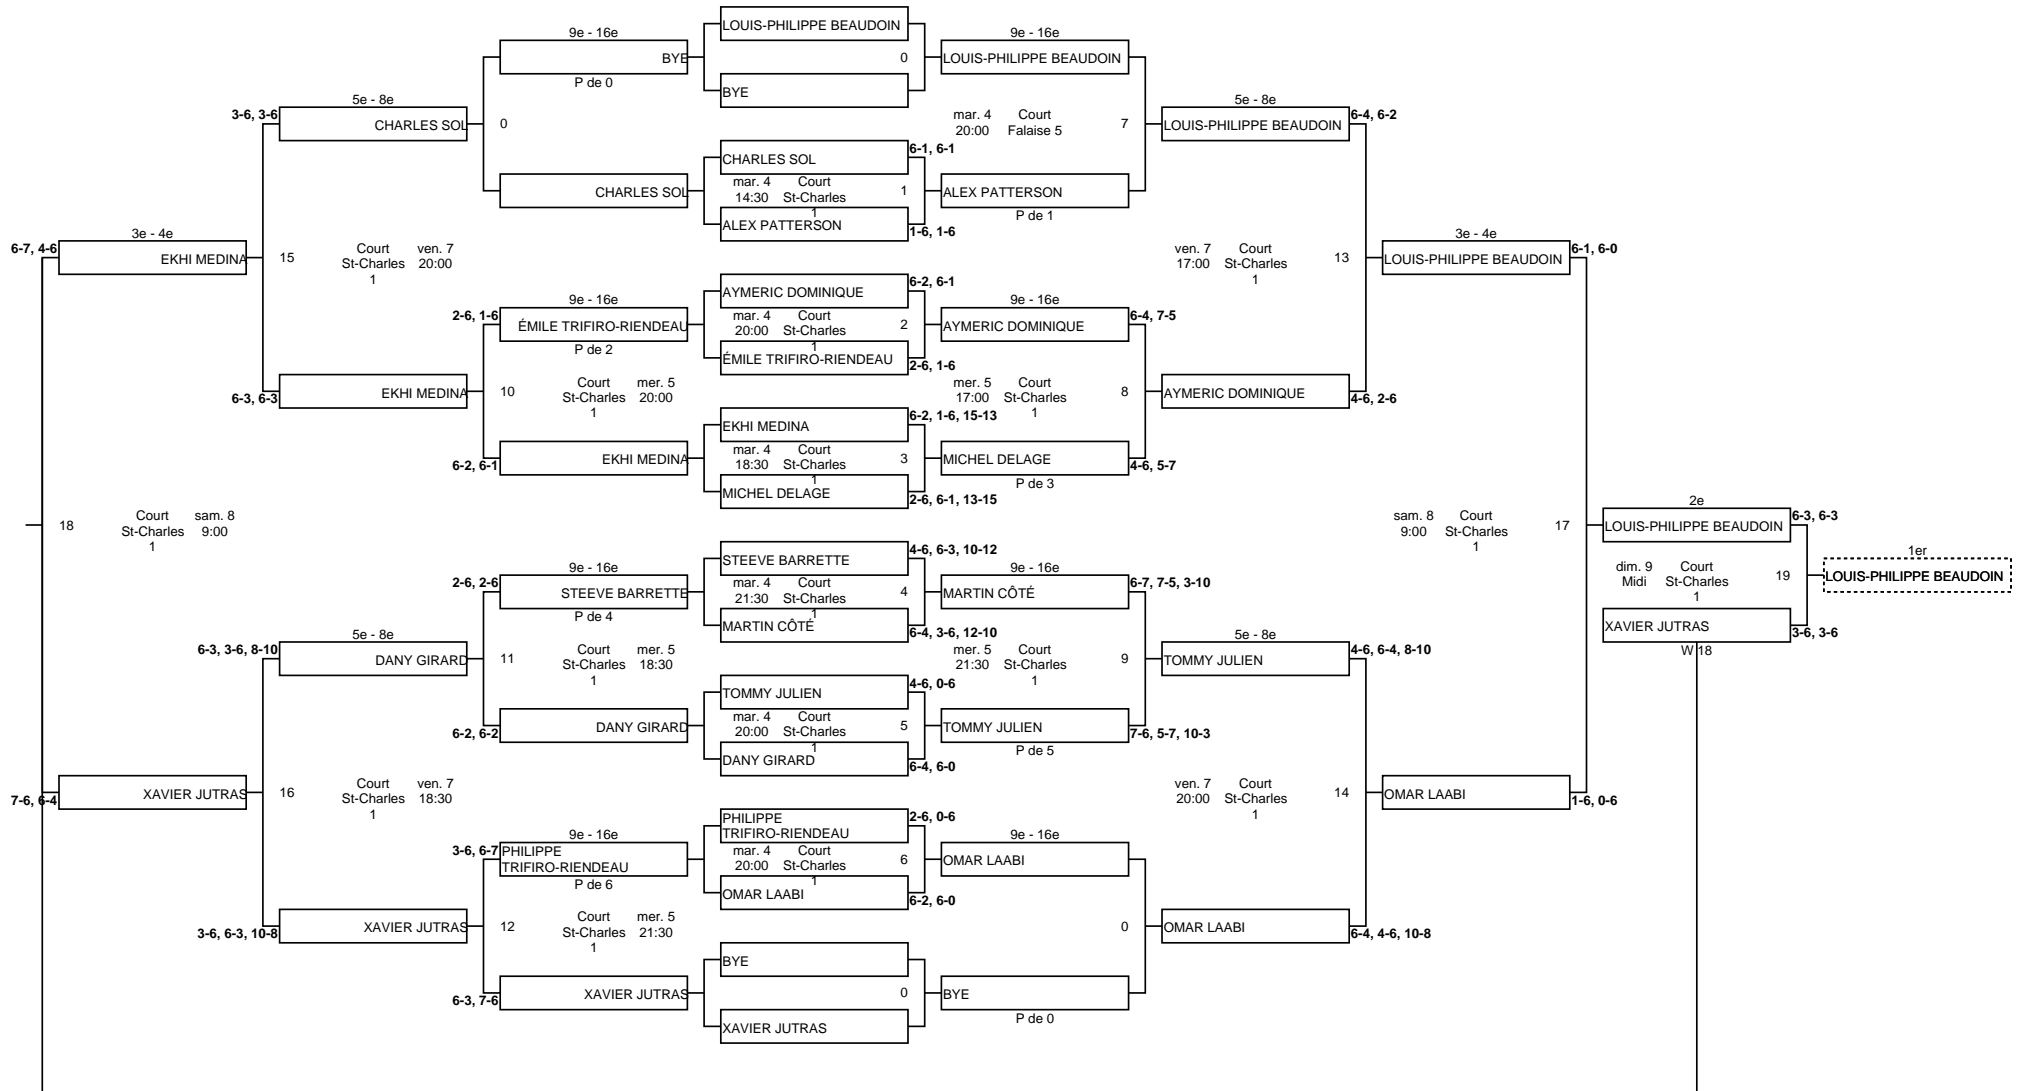 LOUIS-PHILIPPE BEAUDOIN
9e - 16e
9e - 16e
BYE
0
LOUIS-PHILIPPE BEAUDOIN
P de 0
BYE
5e - 8e
5e - 8e
3-6, 3-6
mar. 4 Court
6-4, 6-2
CHARLES SOL
0
20:00 Falaise 5
7
LOUIS-PHILIPPE BEAUDOIN
6-1, 6-1
CHARLES SOL
mar. 4 Court
CHARLES SOL
14:30 St-Charles
1
1
ALEX PATTERSON
P de 1
ALEX PATTERSON
1-6, 1-6
3e - 4e
3e - 4e
6-7, 4-6
Court ven. 7
ven. 7 Court
6-1, 6-0
EKHI MEDINA
15
St-Charles 20:00
1
17:00 St-Charles
1
13
LOUIS-PHILIPPE BEAUDOIN
6-2, 6-1
AYMERIC DOMINIQUE
9e - 16e
9e - 16e
2-6, 1-6
mar. 4 Court
6-4, 7-5
ÉMILE TRIFIRO-RIENDEAU
20:00 St-Charles
1
2
AYMERIC DOMINIQUE
P de 2
ÉMILE TRIFIRO-RIENDEAU
2-6, 1-6
Court mer. 5
mer. 5 Court
6-3, 6-3
EKHI MEDINA
10
St-Charles 20:00
1
17:00 St-Charles
1
8
AYMERIC DOMINIQUE
4-6, 2-6
6-2, 1-6, 15-13
EKHI MEDINA
mar. 4 Court
6-2, 6-1
EKHI MEDINA
18:30 St-Charles
1
3
MICHEL DELAGE
4-6, 5-7
P de 3
MICHEL DELAGE
2-6, 6-1, 13-15
2e
18
Court sam. 8
St-Charles 9:00
1
sam. 8 Court
9:00 St-Charles
1
17
LOUIS-PHILIPPE BEAUDOIN
6-3, 6-3
4-6, 6-3, 10-12
STEEVE BARRETTE
1er
9e - 16e
9e - 16e
dim. 9 Court
Midi St-Charles
1
19
LOUIS-PHILIPPE BEAUDOIN
2-6, 2-6
mar. 4 Court
6-7, 7-5, 3-10
STEEVE BARRETTE
21:30 St-Charles
1
4
MARTIN CÔTÉ
P de 4
MARTIN CÔTÉ
6-4, 3-6, 12-10
XAVIER JUTRAS
3-6, 3-6
W 18
5e - 8e
5e - 8e
6-3, 3-6, 8-10
Court mer. 5
mer. 5 Court
4-6, 6-4, 8-10
DANY GIRARD
11
St-Charles 18:30
1
21:30 St-Charles
1
9
TOMMY JULIEN
4-6, 0-6
TOMMY JULIEN
mar. 4 Court
6-2, 6-2
DANY GIRARD
20:00 St-Charles
1
5
TOMMY JULIEN
7-6, 5-7, 10-3
P de 5
DANY GIRARD
6-4, 6-0
Court ven. 7
ven. 7 Court
7-6, 6-4
XAVIER JUTRAS
16
St-Charles 18:30
1
20:00 St-Charles
1
14
OMAR LAABI
1-6, 0-6
PHILIPPE
TRIFIRO-RIENDEAU
2-6, 0-6
9e - 16e
9e - 16e
3-6, 6-7
PHILIPPE
TRIFIRO-RIENDEAU
mar. 4 Court
20:00 St-Charles
1
6
OMAR LAABI
P de 6
OMAR LAABI
6-2, 6-0
Court mer. 5
3-6, 6-3, 10-8
XAVIER JUTRAS
12
St-Charles 21:30
1
0
OMAR LAABI
6-4, 4-6, 10-8
BYE
6-3, 7-6
XAVIER JUTRAS
0
BYE
P de 0
XAVIER JUTRAS